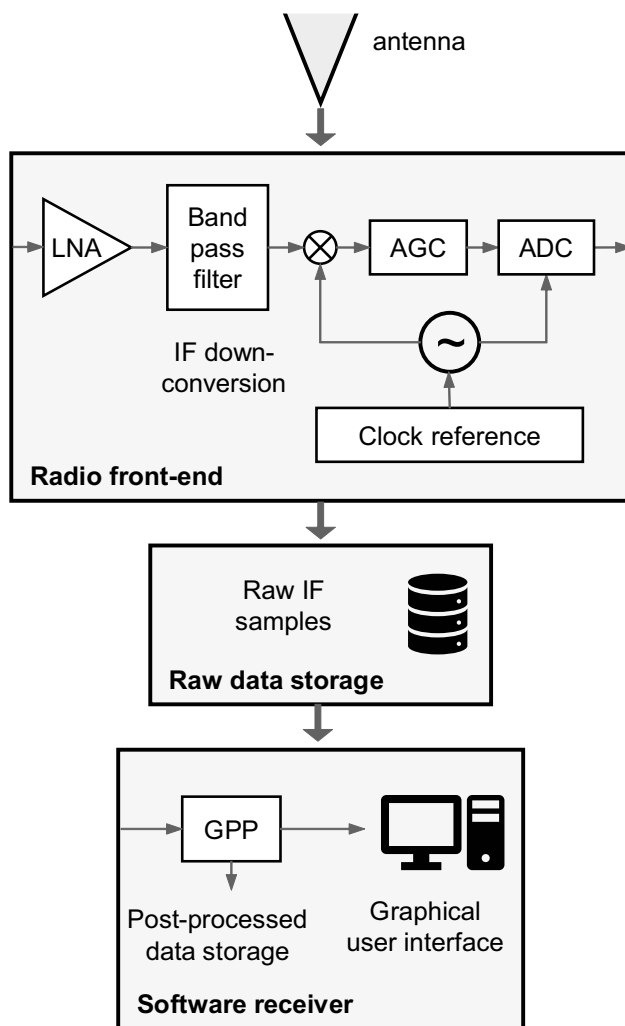 antenna
LNA
Band
pass
filter
AGC
ADC
IF down-
conversion
~
Clock reference
Radio front-end
Raw IF
samples
Raw data storage
GPP
Post-processed
data storage
Graphical
user interface
Software receiver